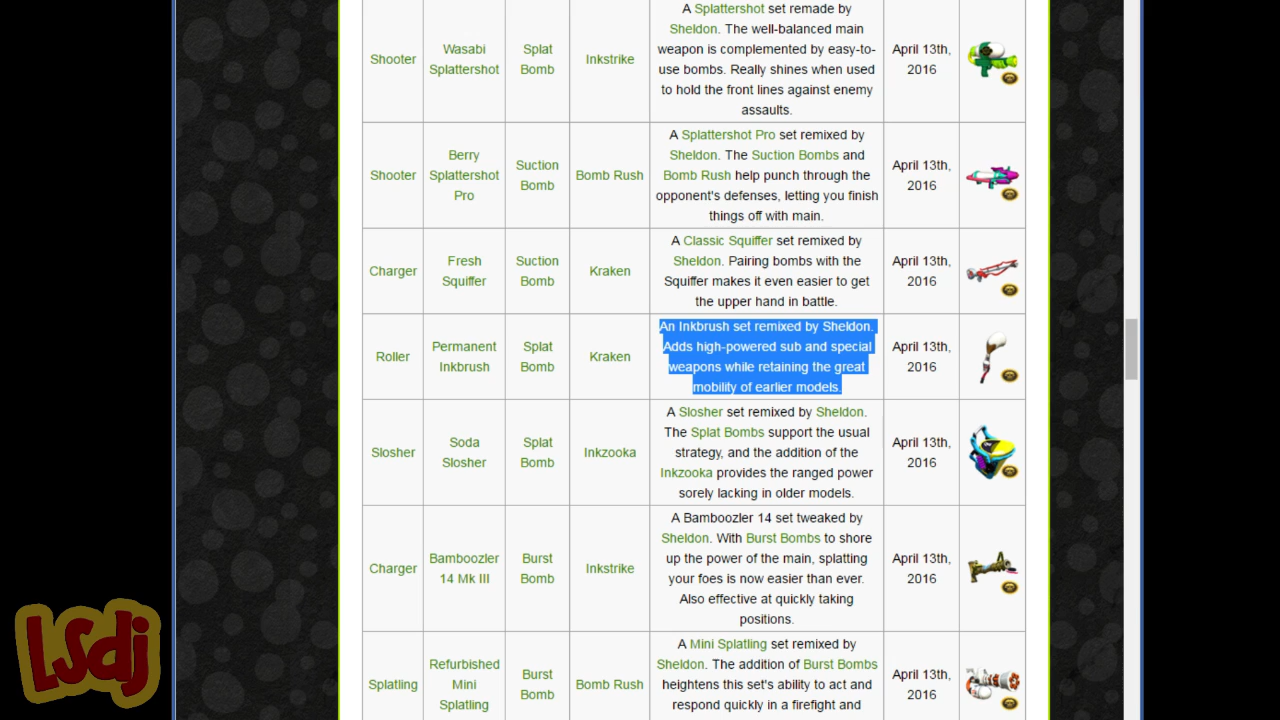 A Splattershot set remade by
Sheldon. The well-balanced main
weapon is complemented by easy-to-
use bombs. Really shines when used
to hold the front lines against enemy
assaults.
Shooter
Wasabi
Splattershot
Splat
Bomb
Inkstrike
April 13th,
2016
Shooter
Berry
Splattershot
Pro
Suction
Bomb
Bomb Rush
A Splattershot Pro set remixed by
Sheldon. The Suction Bombs and
Bomb Rush help punch through the
opponent's defenses, letting you finish
things off with main.
April 13th,
2016
Charger
Fresh
Squiffer
Suction
Bomb
Kraken
A Classic Squiffer set remixed by
Sheldon. Pairing bombs with the
Squiffer makes it even easier to get
the upper hand in battle.
April 13th,
2016
Roller
Permanent
Inkbrush
Splat
Bomb
Kraken
An Inkbrush set remixed by Sheldon.
Adds high-powered sub and special
weapons while retaining the great
mobility of earlier models.
April 13th,
2016
Slosher
Soda
Slosher
Splat
Bomb
Inkzooka
A Slosher set remixed by Sheldon.
The Splat Bombs support the usual
strategy, and the addition of the
Inkzooka provides the ranged power
sorely lacking in older models.
April 13th,
2016
Charger
Bamboozler
14 Mk III
Burst
Bomb
Inkstrike
A Bamboozler 14 set tweaked by
Sheldon. With Burst Bombs to shore
up the power of the main, splatting
your foes is now easier than ever.
Also effective at quickly taking
positions.
April 13th,
2016
Splatling
Refurbished
Mini
Splatling
Burst
Bomb
Bomb Rush
A Mini Splatling set remixed by
Sheldon. The addition of Burst Bombs
heightens this set's ability to act and
respond quickly in a firefight and
April 13th,
2016
LSdj